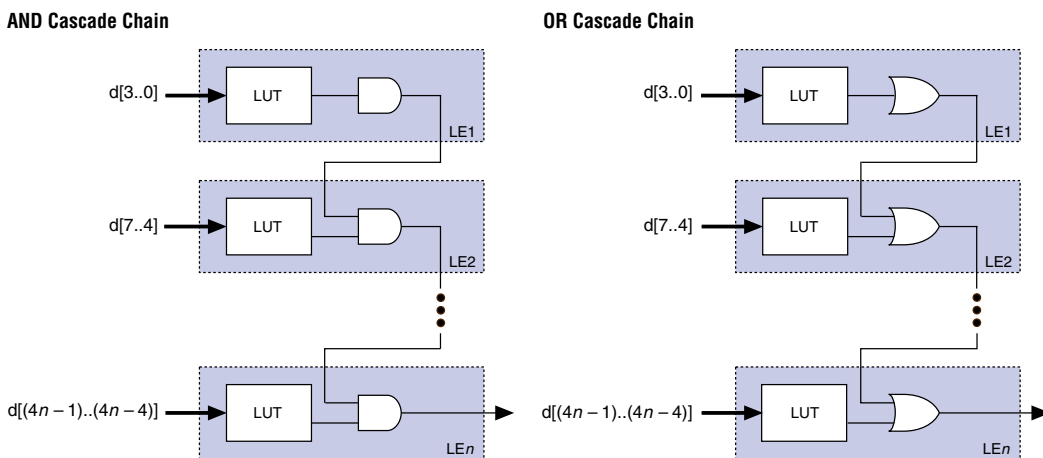 AND Cascade Chain
OR Cascade Chain
d[3..0]
LUT
LE1
d[7..4]
LUT
LE2
d[(4n – 1)..(4n – 4)]
LUT
LEn
d[3..0]
LUT
LE1
d[7..4]
LUT
LE2
d[(4n – 1)..(4n – 4)]
LUT
LEn